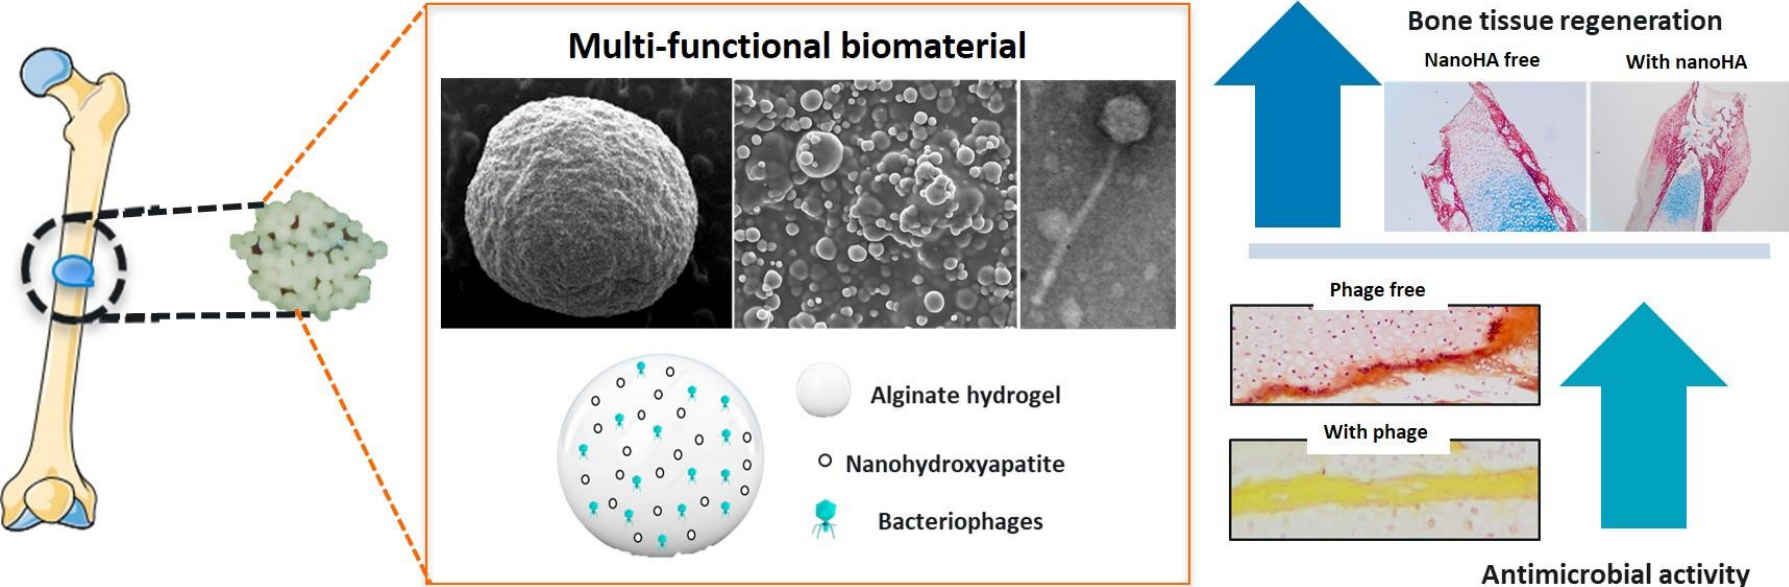 Multi-functional biomaterial
Alginate hydrogel
Nanohydroxyapatite
Bacteriophages
Bone tissue regeneration
NanoHA free
With nanoHA
Phage free
With phage
Antimicrobial activity